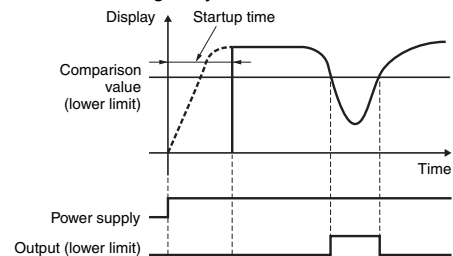 Display
Startup time
Comparison
value
(lower limit)
Time
Power supply
Output (lower limit)